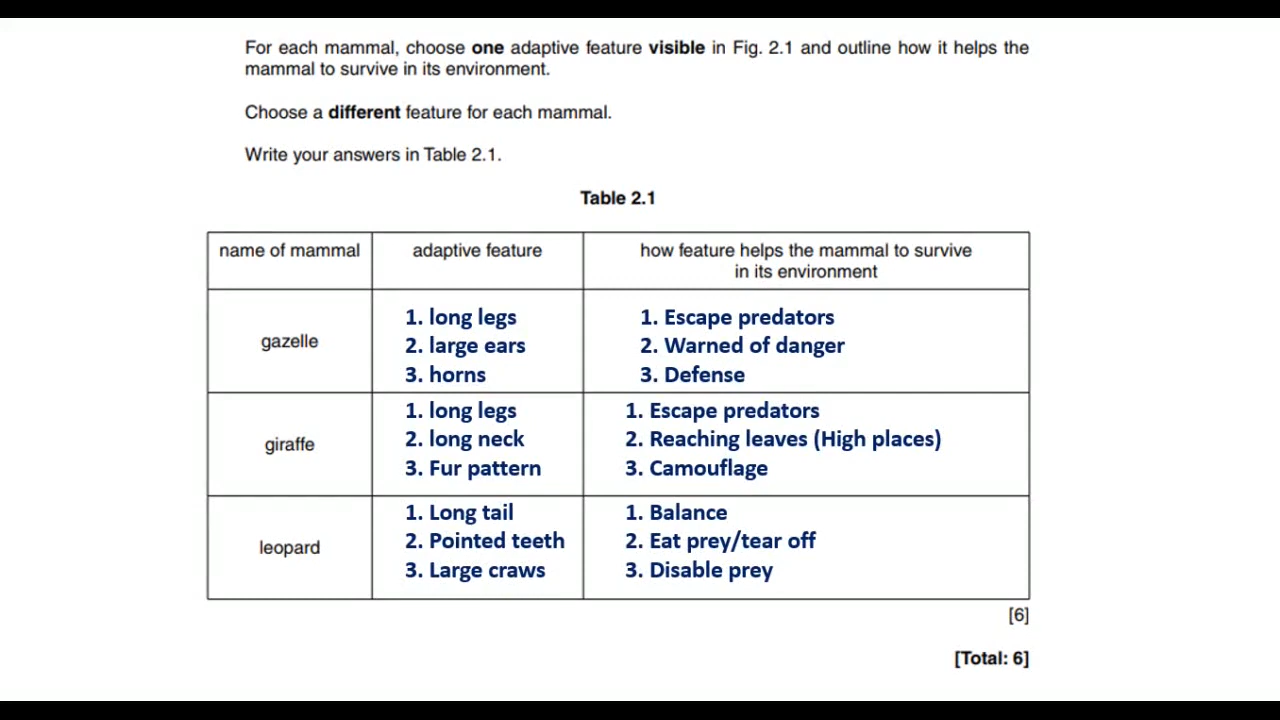 For each mammal, choose one adaptive feature visible in Fig. 2.1 and outline how it helps the
mammal to survive in its environment.
Choose a different feature for each mammal.
Write your answers in Table 2.1.
Table 2.1
name of mammal
adaptive feature
how feature helps the mammal to survive
in its environment
gazelle
1. long legs
2. large ears
3. horns
1. Escape predators
2. Warned of danger
3. Defense
giraffe
1. long legs
2. long neck
3. Fur pattern
1. Escape predators
2. Reaching leaves (High places)
3. Camouflage
leopard
1. Long tail
2. Pointed teeth
3. Large craws
1. Balance
2. Eat prey/tear off
3. Disable prey
[6]
[Total: 6]